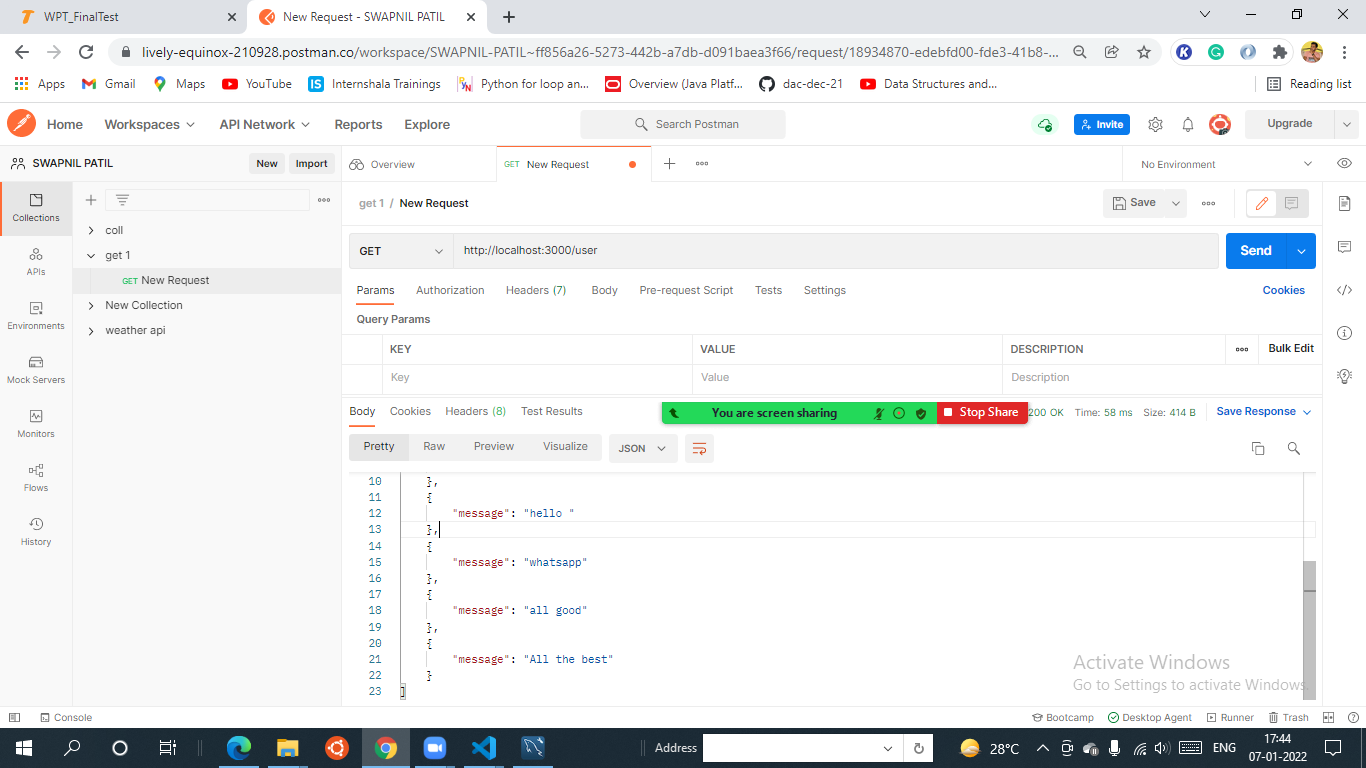 WPT_FinalTest
New Request - SWAPNIL PATIL
lively-equinox-210928.postman.co/workspace/SWAPNIL-PATIL~ff856a26-5273-442b-a7db-d091baea3f66/request/18934870-edebfd00-fde3-41b8-...
Apps Gmail Maps YouTube Internshala Trainings Python for loop an... Overview (Java Platf... dac-dec-21 Data Structures and... Reading list
Home Workspaces API Network Reports Explore Search Postman Invite Upgrade
SWAPNIL PATIL New Import Overview GET New Request No Environment
get 1 / New Request Save
Collections
APIs
Environments
Mock Servers
Monitors
Flows
History
coll
get 1
GET New Request
New Collection
weather api
GET http://localhost:3000/user Send
Params Authorization Headers (7) Body Pre-request Script Tests Settings Cookies
Query Params
KEY VALUE DESCRIPTION Bulk Edit
Key Value Description
Body Cookies Headers (8) Test Results You are screen sharing Stop Share 200 OK Time: 58 ms Size: 414 B Save Response
Pretty Raw Preview Visualize JSON
10 },
11 {
12 "message": "hello "
13 },
14 {
15 "message": "whatsapp"
16 },
17 {
18 "message": "all good"
19 },
20 {
21 "message": "All the best"
22 }
23 ]
Activate Windows
Go to Settings to activate Windows.
Console Bootcamp Desktop Agent Runner Trash
Address 28°C ENG 17:44
07-01-2022